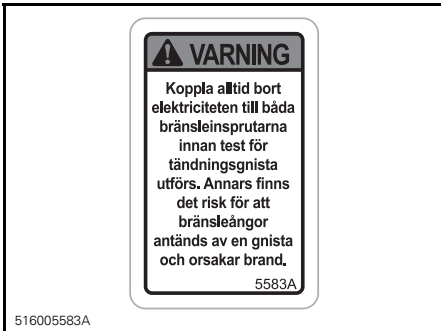 VARNING
Koppla alltid bort
elektriciteten till båda
bränsleinsprutarna
innan test för
tändningsgnista
utförs. Annars finns
det risk för att
bränsleångor
antänds av en gnista
och orsakar brand.
5583A
516005583A